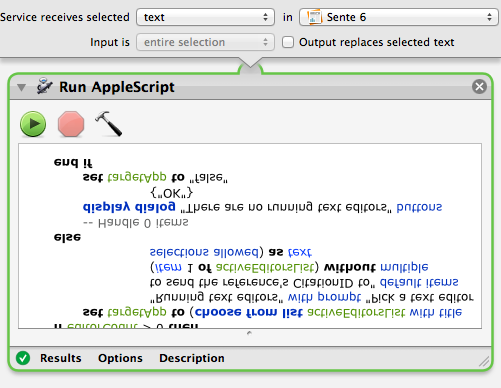 Service receives selected text in Sente 6
Input is entire selection Output replaces selected text
Run AppleScript
if editorCount > 0 then
set targetApp to (choose from list activeEditorsList with title
"Running text editors" with prompt "Pick a text editor
to send the reference's CitationID to" default items
(item 1 of activeEditorsList) without multiple
selections allowed) as text
else
-- Handle 0 items
display dialog "There are no running text editors" buttons
{"OK"}
set targetApp to "false"
end if
Results Options Description